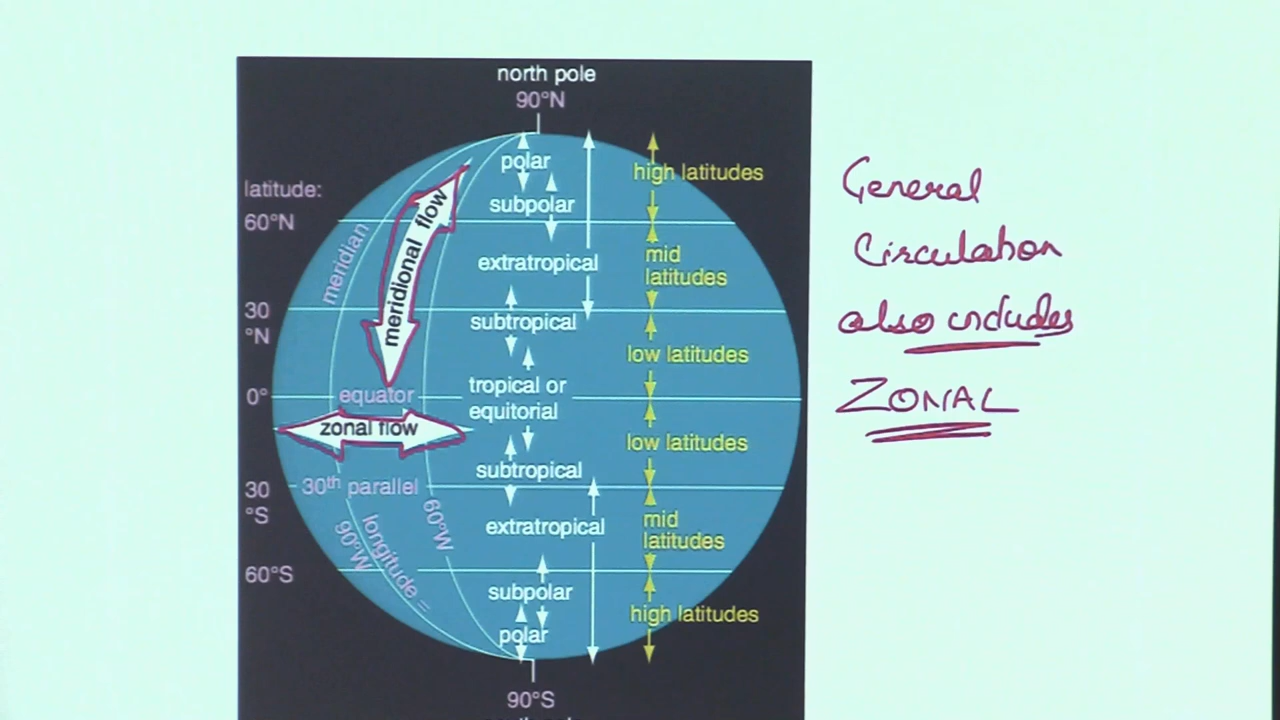 north pole
90°N
polar
high latitudes
latitude:
subpolar
60°N
meridian
meridional flow
extratropical
mid
latitudes
30
°N
subtropical
low latitudes
equator
0°
tropical or
equitorial
zonal flow
low latitudes
subtropical
30
°S
30th parallel
extratropical
mid
latitudes
longitude =
90°W
60°W
60°S
subpolar
high latitudes
polar
90°S
General
Circulation
also includes
ZONAL